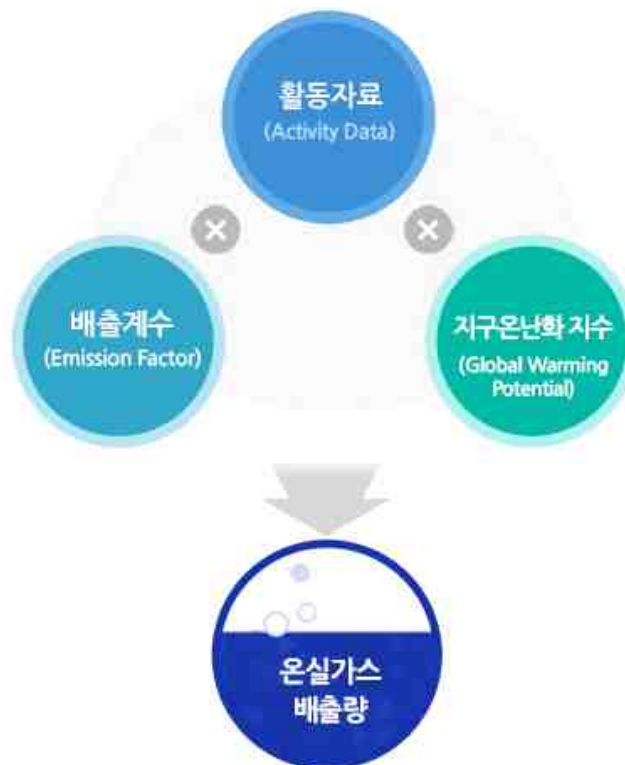 활동자료
(Activity Data)
×
×
배출계수
(Emission Factor)
지구온난화 지수
(Global Warming
Potential)
온실가스
배출량